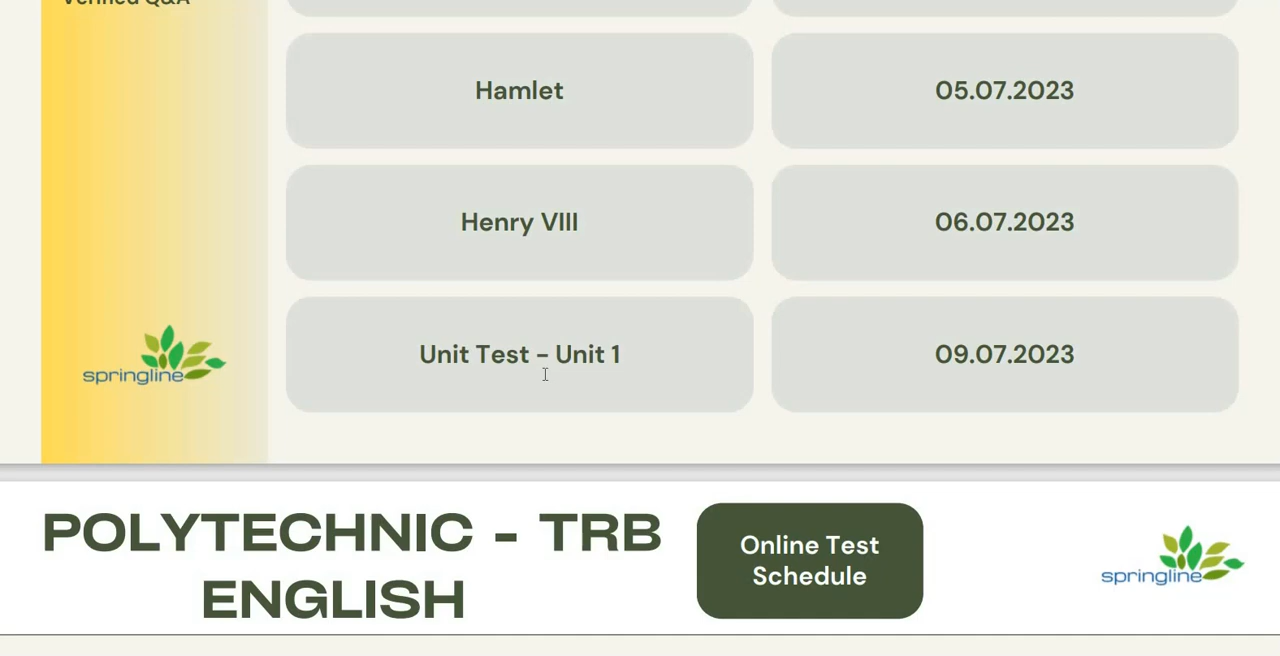 Verified Q&A
Hamlet 05.07.2023
Henry VIII 06.07.2023
Unit Test – Unit 1 09.07.2023
springline
POLYTECHNIC - TRB
ENGLISH
Online Test
Schedule
springline